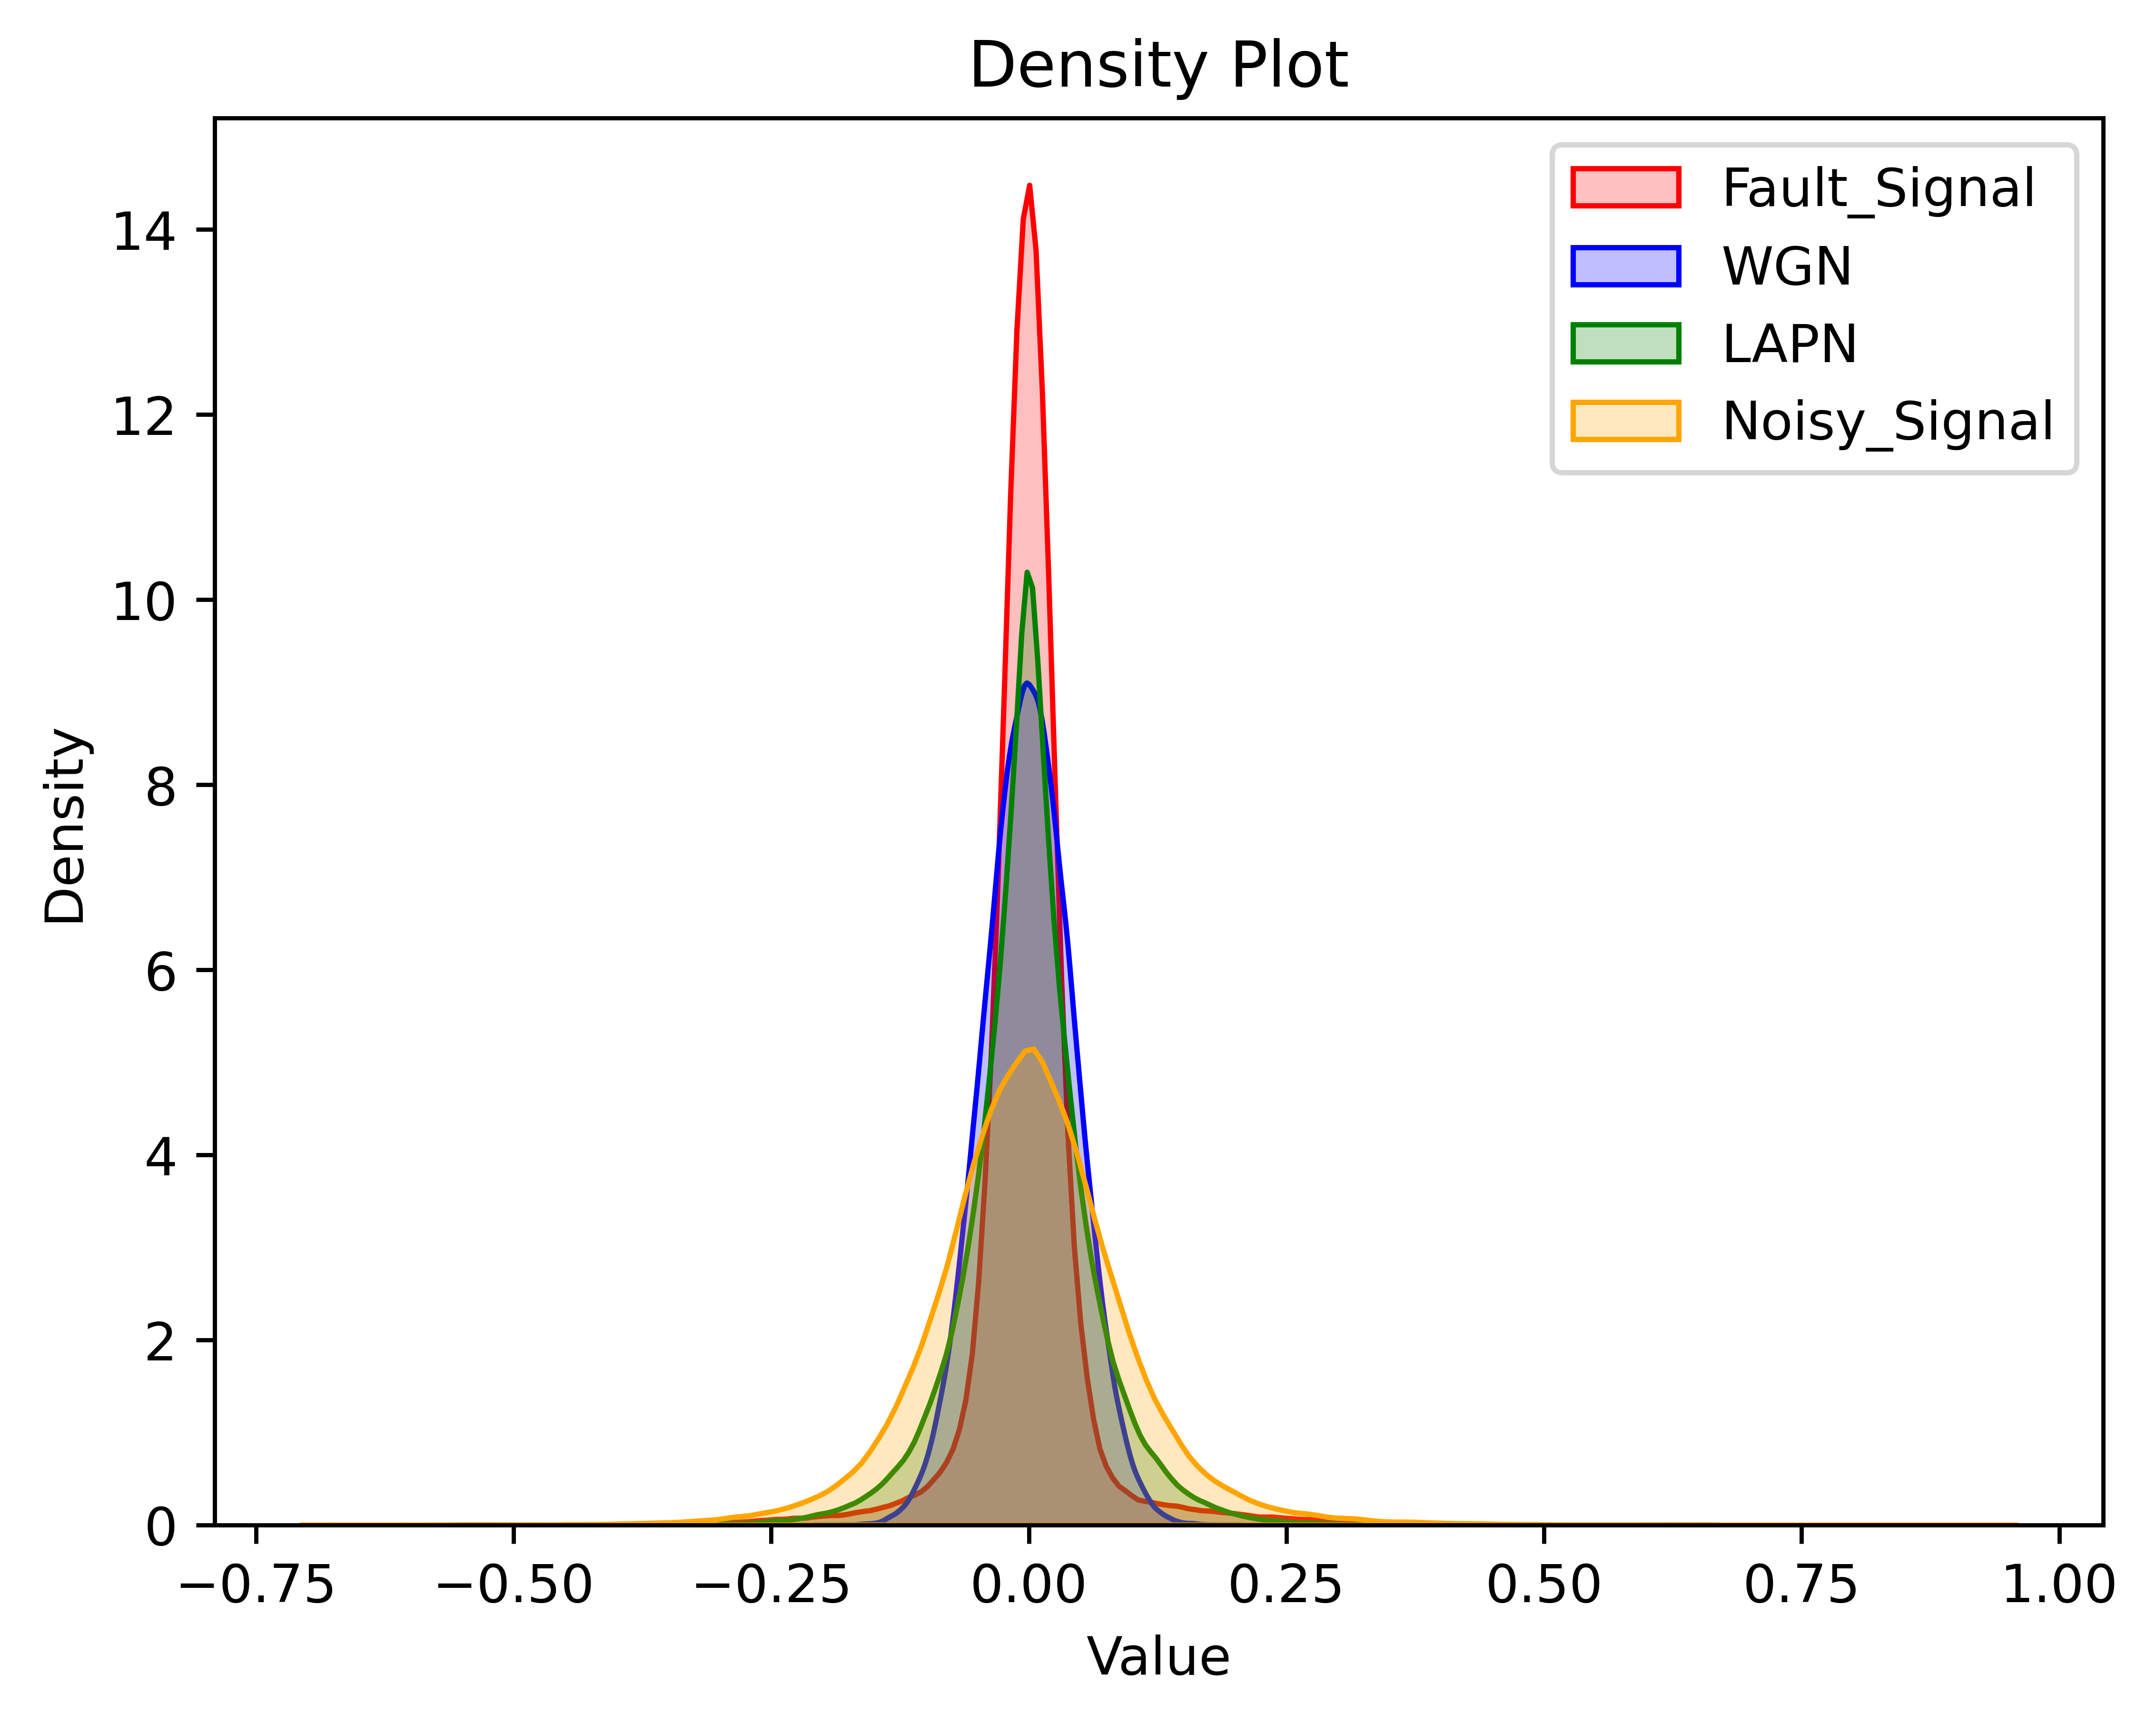 Density Plot
Fault_Signal
WGN
LAPN
Noisy_Signal
14
12
10
8
6
4
2
0
Density
−0.75 −0.50 −0.25 0.00 0.25 0.50 0.75 1.00
Value